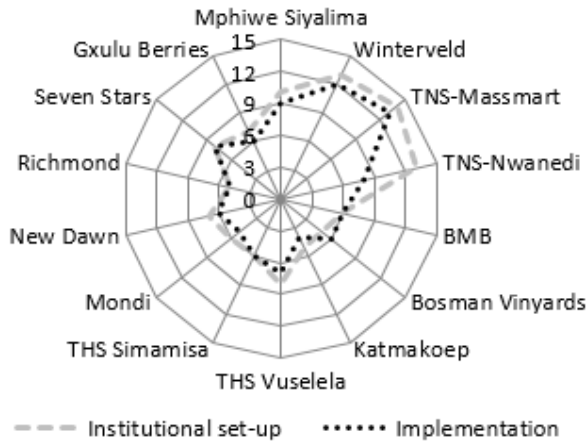 Mphiwe Siyalima
Gxulu Berries
15
Winterveld
12
Seven Stars
9
TNS-Massmart
6
Richmond
3
TNS-Nwanedi
0
New Dawn
BMB
Mondi
Bosman Vinyards
THS Simamisa
Katmakoep
THS Vuselela
Institutional set-up
Implementation